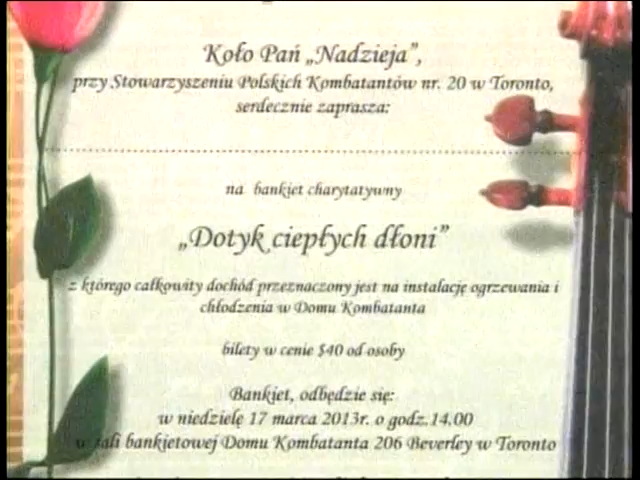 Koło Pań „Nadzieja”,
przy Stowarzyszeniu Polskich Kombatantów nr. 20 w Toronto,
serdecznie zaprasza:
na bankiet charytatywny
„Dotyk ciepłych dłoni”
z którego całkowity dochód przeznaczony jest na instalację ogrzewania i
chłodzenia w Domu Kombatanta
bilety w cenie $40 od osoby
Bankiet, odbędzie się:
w niedzielę 17 marca 2013r. o godz.14.00
w sali bankietowej Domu Kombatanta 206 Beverley w Toronto